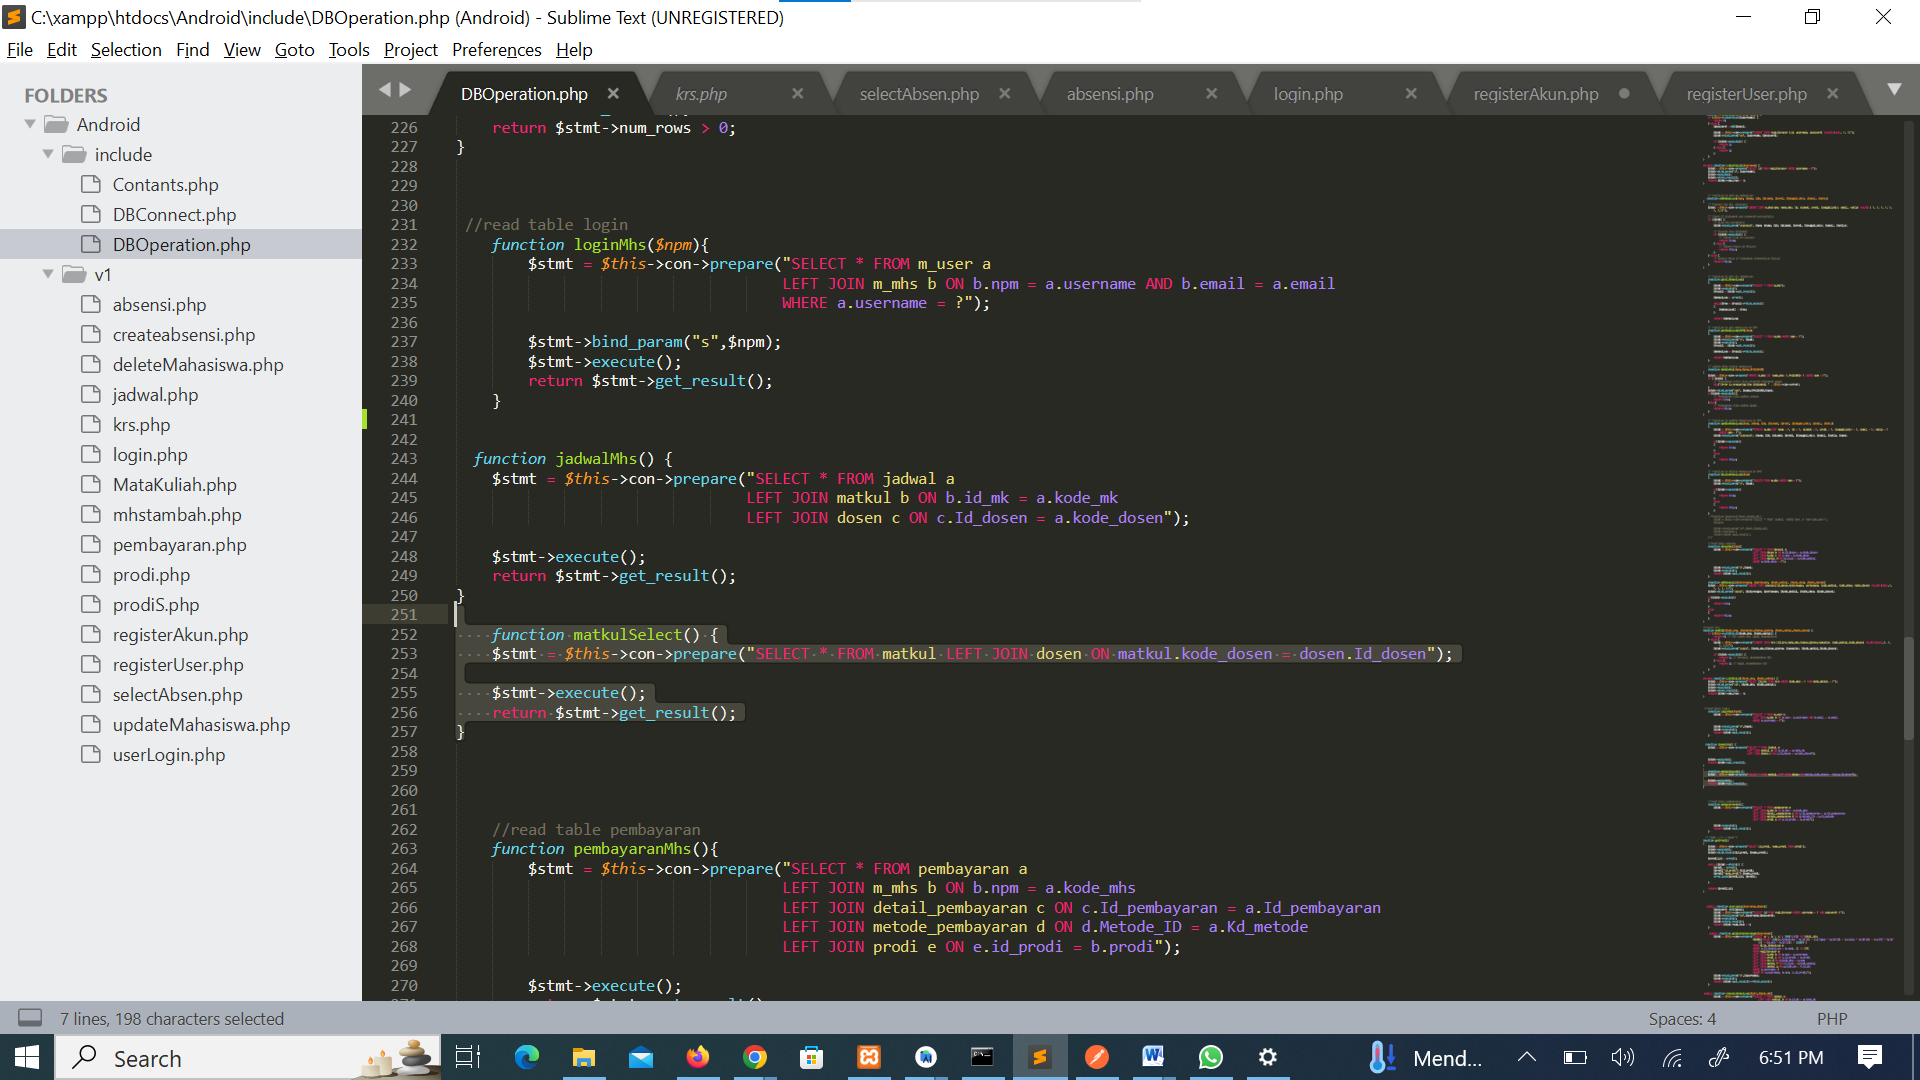 C:\xampp\htdocs\Android\include\DBOperation.php (Android) - Sublime Text (UNREGISTERED)
File Edit Selection Find View Goto Tools Project Preferences Help
FOLDERS
Android
include
Contants.php
DBConnect.php
DBOperation.php
v1
absensi.php
createabsensi.php
deleteMahasiswa.php
jadwal.php
krs.php
login.php
MataKuliah.php
mhstambah.php
pembayaran.php
prodi.php
prodiS.php
registerAkun.php
registerUser.php
selectAbsen.php
updateMahasiswa.php
userLogin.php
DBOperation.php krs.php selectAbsen.php absensi.php login.php registerAkun.php registerUser.php
226 return $stmt->num_rows > 0;
227 }
228
229
230
231 //read table login
232 function loginMhs($npm){
233 $stmt = $this->con->prepare("SELECT * FROM m_user a
234 LEFT JOIN m_mhs b ON b.npm = a.username AND b.email = a.email
235 WHERE a.username = ?");
236
237 $stmt->bind_param("s",$npm);
238 $stmt->execute();
239 return $stmt->get_result();
240 }
241
242
243 function jadwalMhs() {
244 $stmt = $this->con->prepare("SELECT * FROM jadwal a
245 LEFT JOIN matkul b ON b.id_mk = a.kode_mk
246 LEFT JOIN dosen c ON c.Id_dosen = a.kode_dosen");
247
248 $stmt->execute();
249 return $stmt->get_result();
250 }
251
252 function matkulSelect() {
253 $stmt = $this->con->prepare("SELECT * FROM matkul LEFT JOIN dosen ON matkul.kode_dosen = dosen.Id_dosen");
254
255 $stmt->execute();
256 return $stmt->get_result();
257 }
258
259
260
261
262 //read table pembayaran
263 function pembayaranMhs(){
264 $stmt = $this->con->prepare("SELECT * FROM pembayaran a
265 LEFT JOIN m_mhs b ON b.npm = a.kode_mhs
266 LEFT JOIN detail_pembayaran c ON c.Id_pembayaran = a.Id_pembayaran
267 LEFT JOIN metode_pembayaran d ON d.Metode_ID = a.Kd_metode
268 LEFT JOIN prodi e ON e.id_prodi = b.prodi");
269
270 $stmt->execute();
7 lines, 198 characters selected
Spaces: 4 PHP
Search
Mend... 6:51 PM